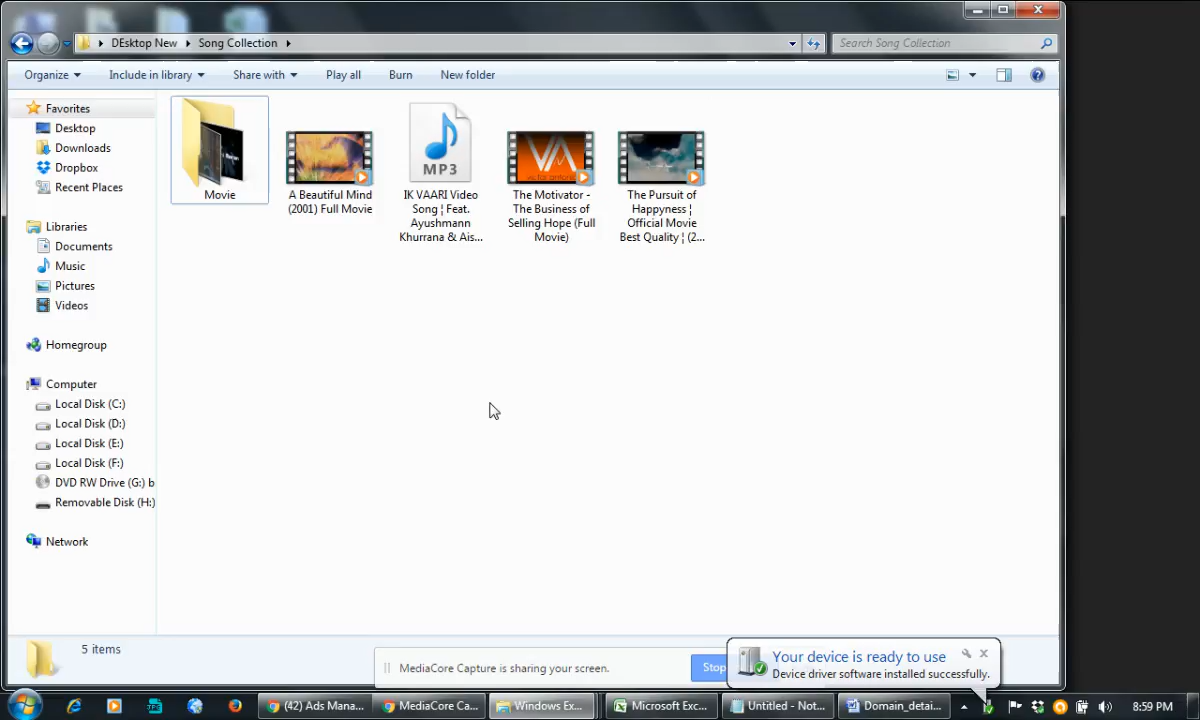 DEsktop New
Song Collection
Search Song Collection
Organize
Include in library
Share with
Play all
Burn
New folder
Favorites
Desktop
Downloads
Dropbox
Recent Places
Libraries
Documents
Music
Pictures
Videos
Homegroup
Computer
Local Disk (C:)
Local Disk (D:)
Local Disk (E:)
Local Disk (F:)
DVD RW Drive (G:) b
Removable Disk (H:)
Network
Movie
A Beautiful Mind
(2001) Full Movie
MP3
IK VAARI Video
Song ¦ Feat.
Ayushmann
Khurrana & Ais...
The Motivator -
The Business of
Selling Hope (Full
Movie)
The Pursuit of
Happyness ¦
Official Movie
Best Quality ¦ (2...
5 items
MediaCore Capture is sharing your screen.
Stop
Your device is ready to use
Device driver software installed successfully.
(42) Ads Mana...
MediaCore Ca...
Windows Ex...
Microsoft Exc...
Untitled - Not...
Domain_detai...
8:59 PM